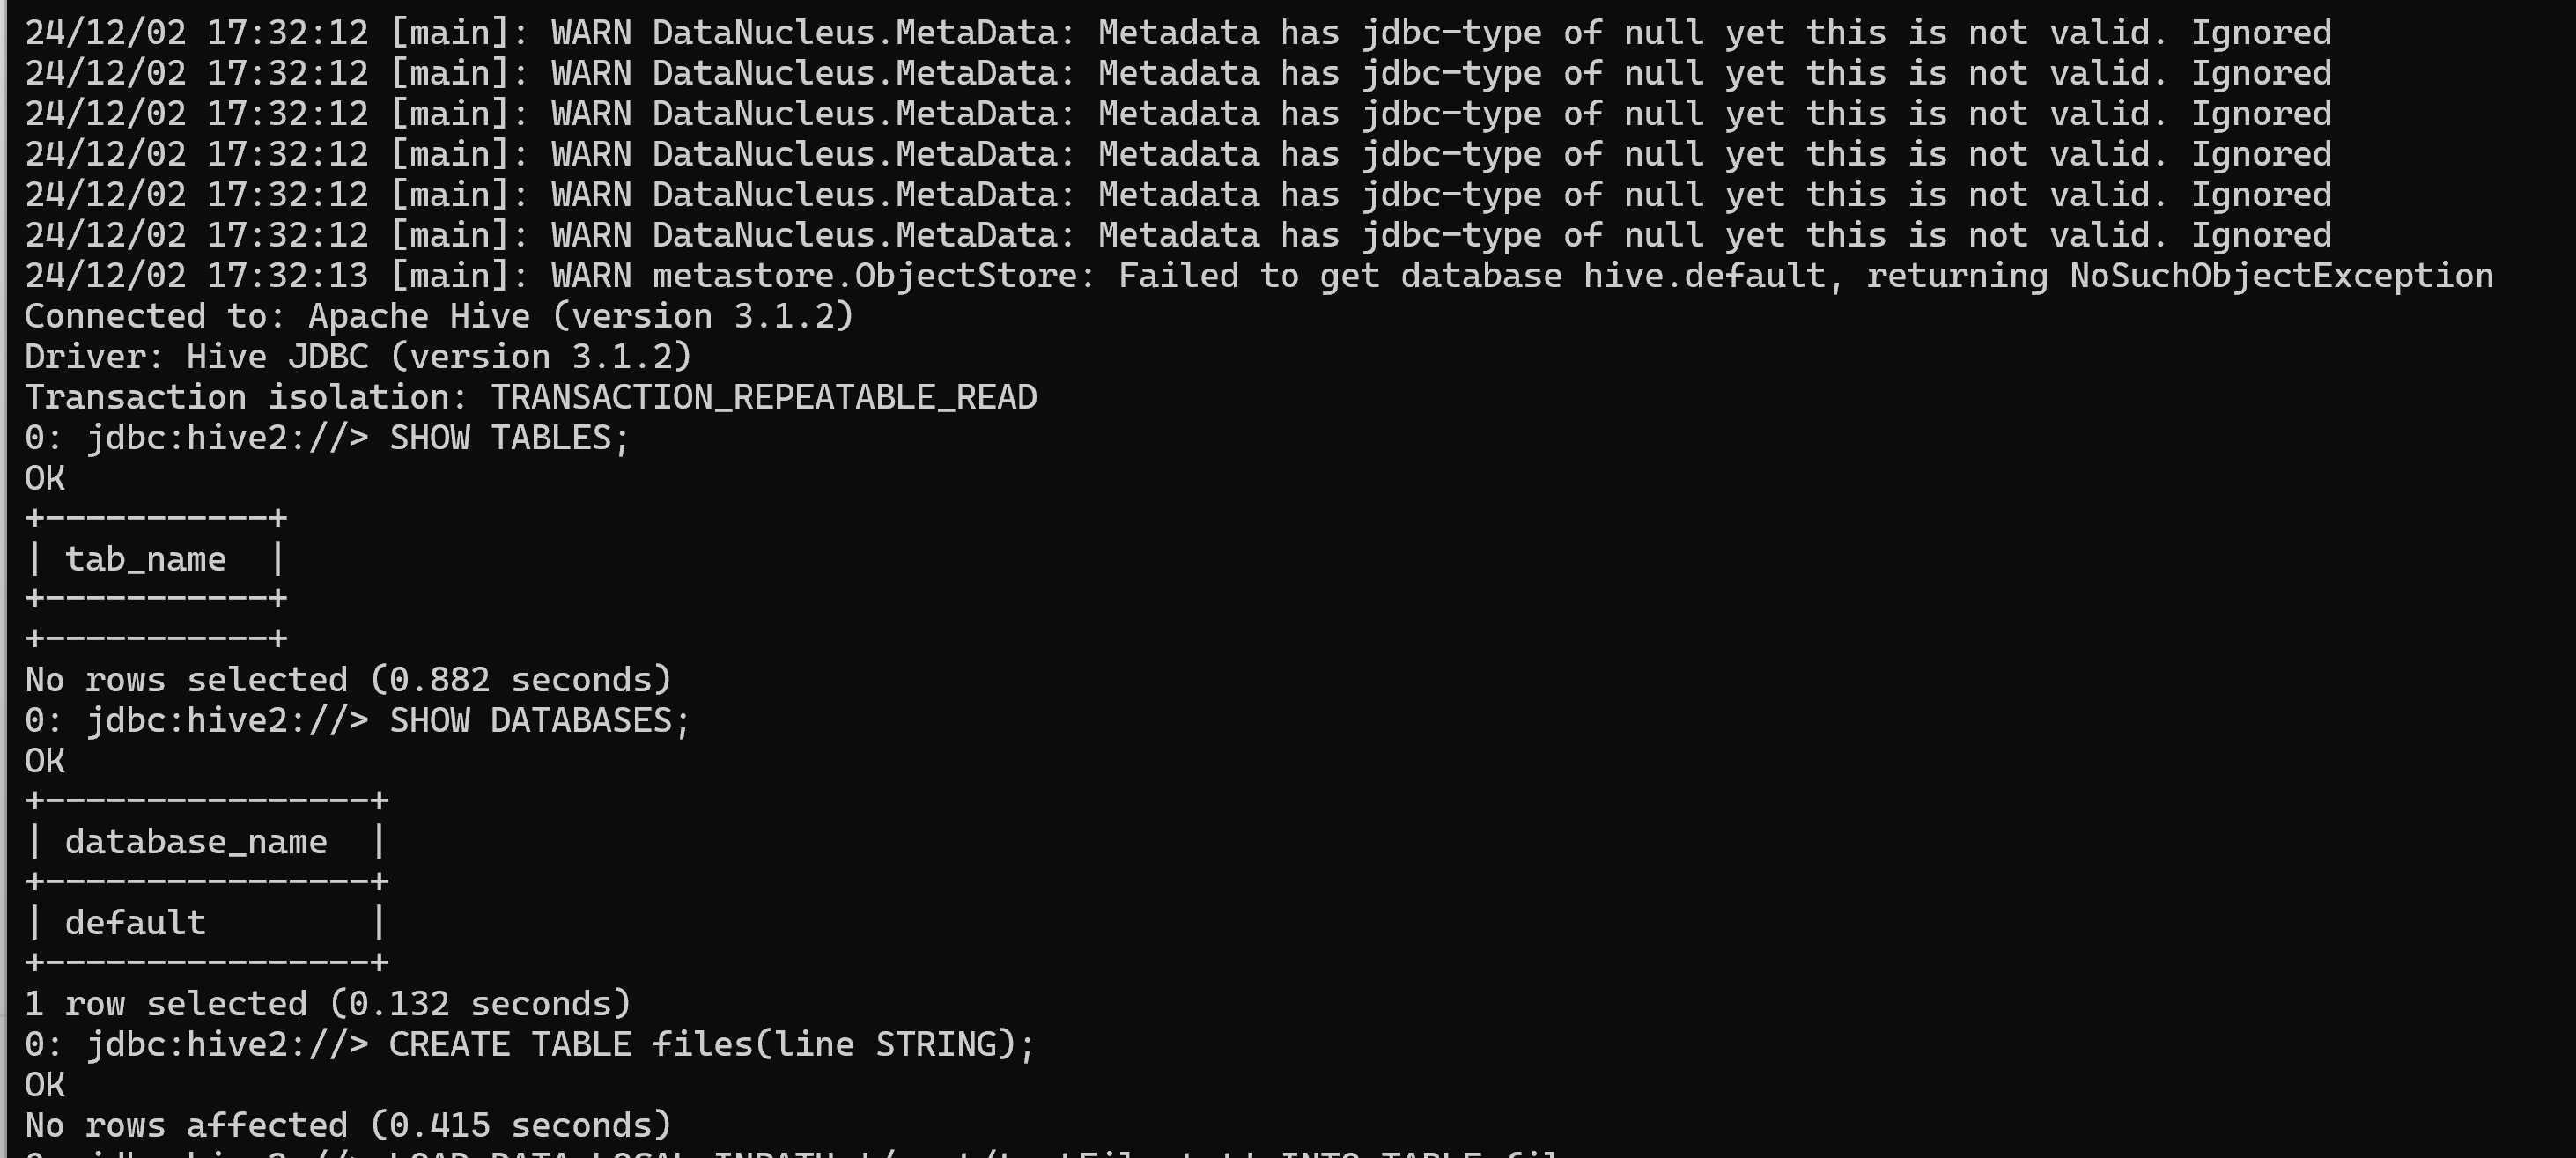 24/12/02 17:32:12 [main]: WARN DataNucleus.MetaData: Metadata has jdbc-type of null yet this is not valid. Ignored
24/12/02 17:32:12 [main]: WARN DataNucleus.MetaData: Metadata has jdbc-type of null yet this is not valid. Ignored
24/12/02 17:32:12 [main]: WARN DataNucleus.MetaData: Metadata has jdbc-type of null yet this is not valid. Ignored
24/12/02 17:32:12 [main]: WARN DataNucleus.MetaData: Metadata has jdbc-type of null yet this is not valid. Ignored
24/12/02 17:32:12 [main]: WARN DataNucleus.MetaData: Metadata has jdbc-type of null yet this is not valid. Ignored
24/12/02 17:32:12 [main]: WARN DataNucleus.MetaData: Metadata has jdbc-type of null yet this is not valid. Ignored
24/12/02 17:32:13 [main]: WARN metastore.ObjectStore: Failed to get database hive.default, returning NoSuchObjectException
Connected to: Apache Hive (version 3.1.2)
Driver: Hive JDBC (version 3.1.2)
Transaction isolation: TRANSACTION_REPEATABLE_READ
0: jdbc:hive2://> SHOW TABLES;
OK
+-----------+
| tab_name  |
+-----------+
+-----------+
No rows selected (0.882 seconds)
0: jdbc:hive2://> SHOW DATABASES;
OK
+----------------+
| database_name  |
+----------------+
| default        |
+----------------+
1 row selected (0.132 seconds)
0: jdbc:hive2://> CREATE TABLE files(line STRING);
OK
No rows affected (0.415 seconds)
0: jdbc:hive2://> LOAD DATA LOCAL INPATH INTO TABLE